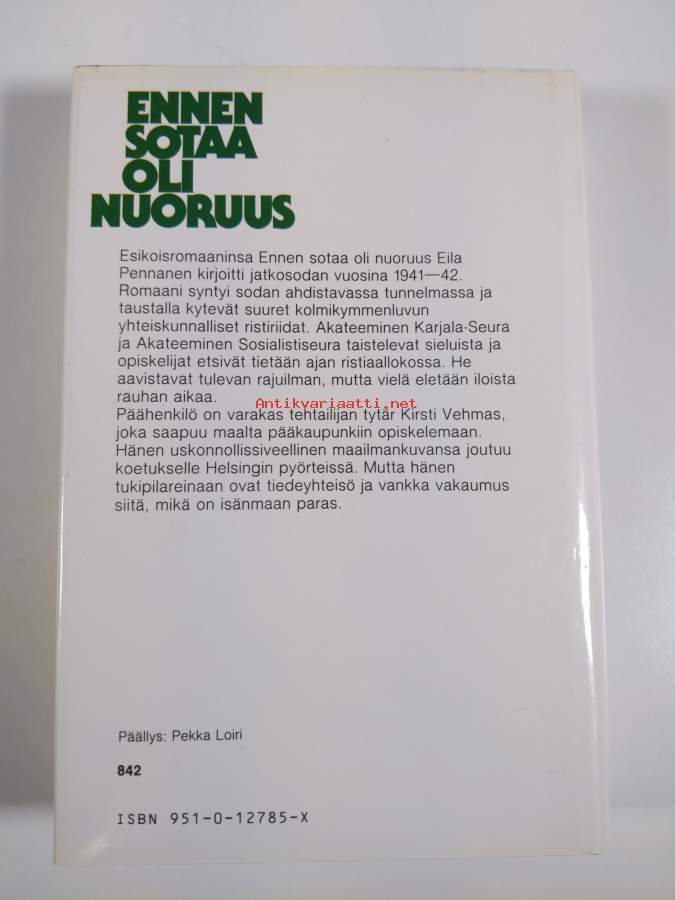 ENNEN
SOTAA
OLI
NUORUUS
Esikoisromaaninsa Ennen sotaa oli nuoruus Eila
Pennanen kirjoitti jatkosodan vuosina 1941—42.
Romaani syntyi sodan ahdistavassa tunnelmassa ja
taustalla kytevät suuret kolmikymmenluvun
yhteiskunnalliset ristiriidat. Akateeminen Karjala-Seura
ja Akateeminen Sosialistiseura taistelevat sieluista ja
opiskelijat etsivät tietään ajan ristiaallokossa. He
aavistavat tulevan rajuilman, mutta vielä eletään iloista
rauhan aikaa.
Antikvariaatti.net
Päähenkilö on varakas tehtailijan tytär Kirsti Vehmas,
joka saapuu maalta pääkaupunkiin opiskelemaan.
Hänen uskonnollissiveellinen maailmankuvansa joutuu
koetukselle Helsingin pyörteissä. Mutta hänen
tukipilareinaan ovat tiedeyhteisö ja vankka vakaumus
siitä, mikä on isänmaan paras.
Päällys: Pekka Loiri
842
ISBN 951-0-12785-X